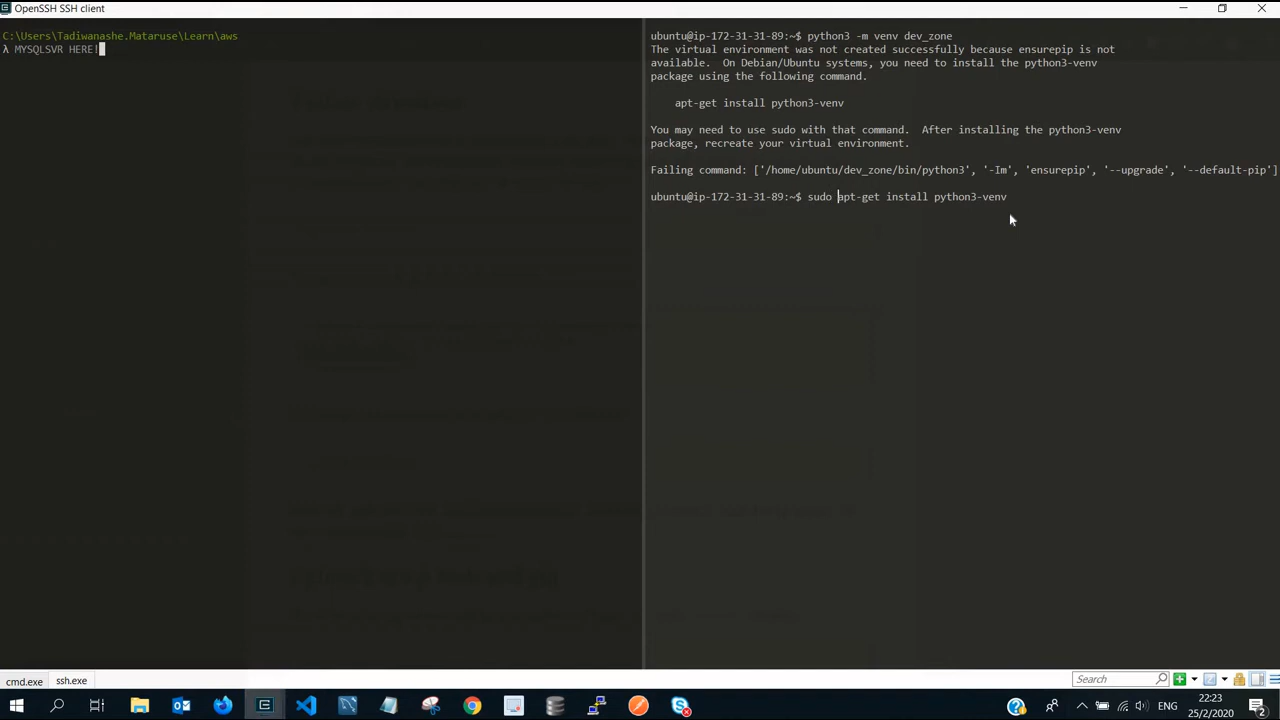 OpenSSH SSH client
C:\Users\Tadiwanashe.Mataruse\Learn\aws
λ MYSQLSVR HERE!
ubuntu@ip-172-31-31-89:~$ python3 -m venv dev_zone
The virtual environment was not created successfully because ensurepip is not
available.  On Debian/Ubuntu systems, you need to install the python3-venv
package using the following command.
apt-get install python3-venv
You may need to use sudo with that command.  After installing the python3-venv
package, recreate your virtual environment.
Failing command: ['/home/ubuntu/dev_zone/bin/python3', '-Im', 'ensurepip', '--upgrade', '--default-pip']
ubuntu@ip-172-31-31-89:~$ sudo apt-get install python3-venv
cmd.exe
ssh.exe
Search
ENG
22:23
25/2/2020
2